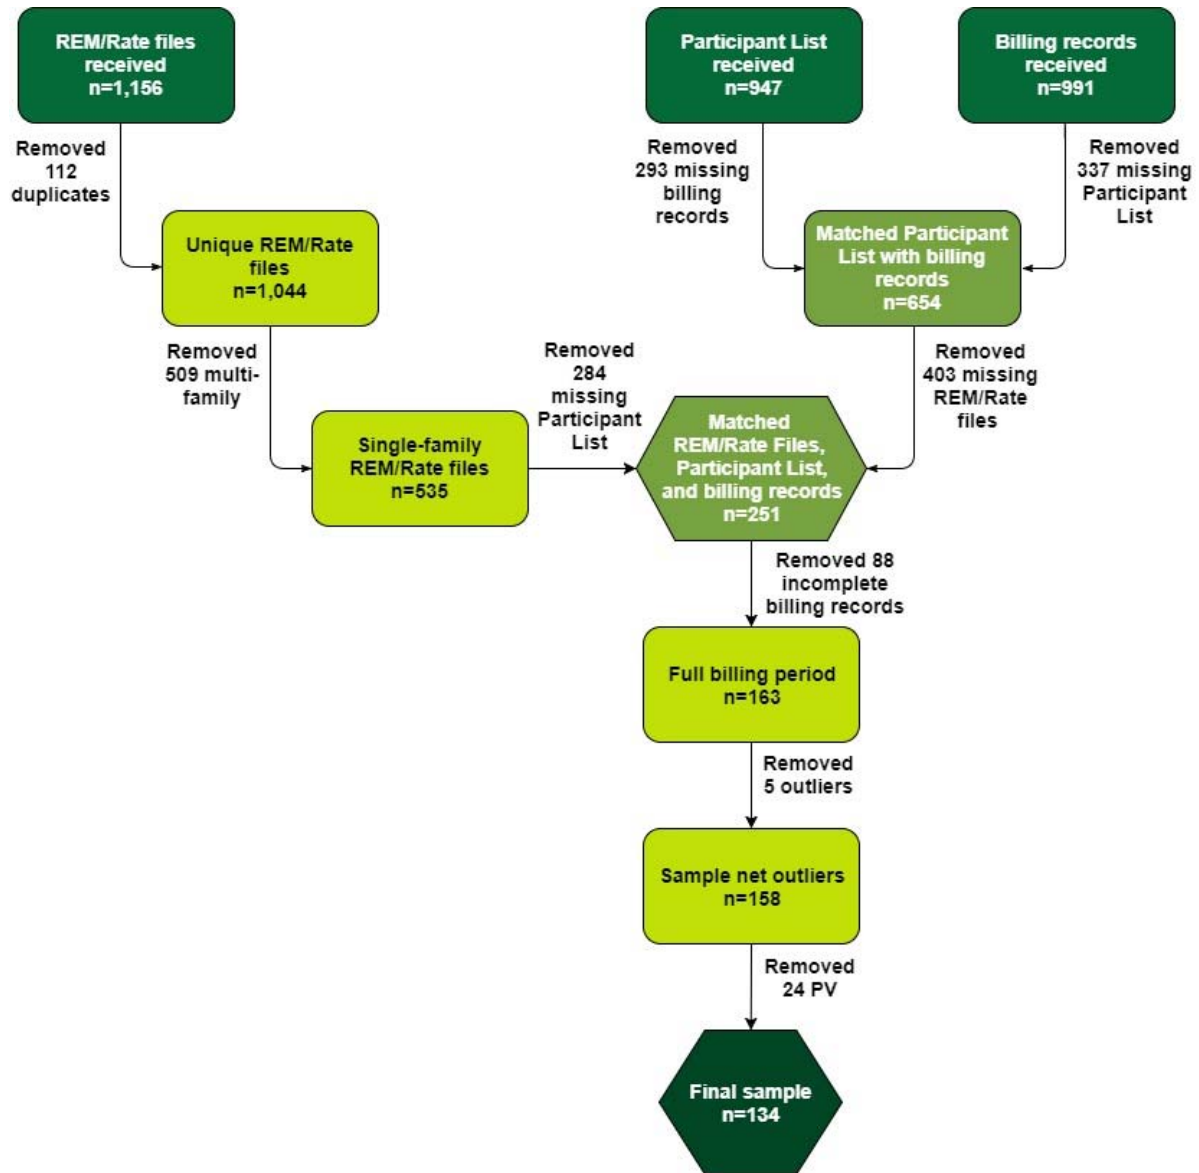 REM/Rate files
received
n=1,156
Participant List
received
n=947
Billing records
received
n=991
Removed
112
duplicates
Removed
293 missing
billing
records
Removed
337 missing
Participant
List
Unique REM/Rate
files
n=1,044
Matched Participant
List with billing
records
n=654
Removed
509 multi-
family
Removed
284
missing
Participant
List
Removed
403 missing
REM/Rate
files
Single-family
REM/Rate files
n=535
Matched
REM/Rate Files,
Participant List,
and billing records
n=251
Removed 88
incomplete
billing records
Full billing period
n=163
Removed
5 outliers
Sample net outliers
n=158
Removed
24 PV
Final sample
n=134